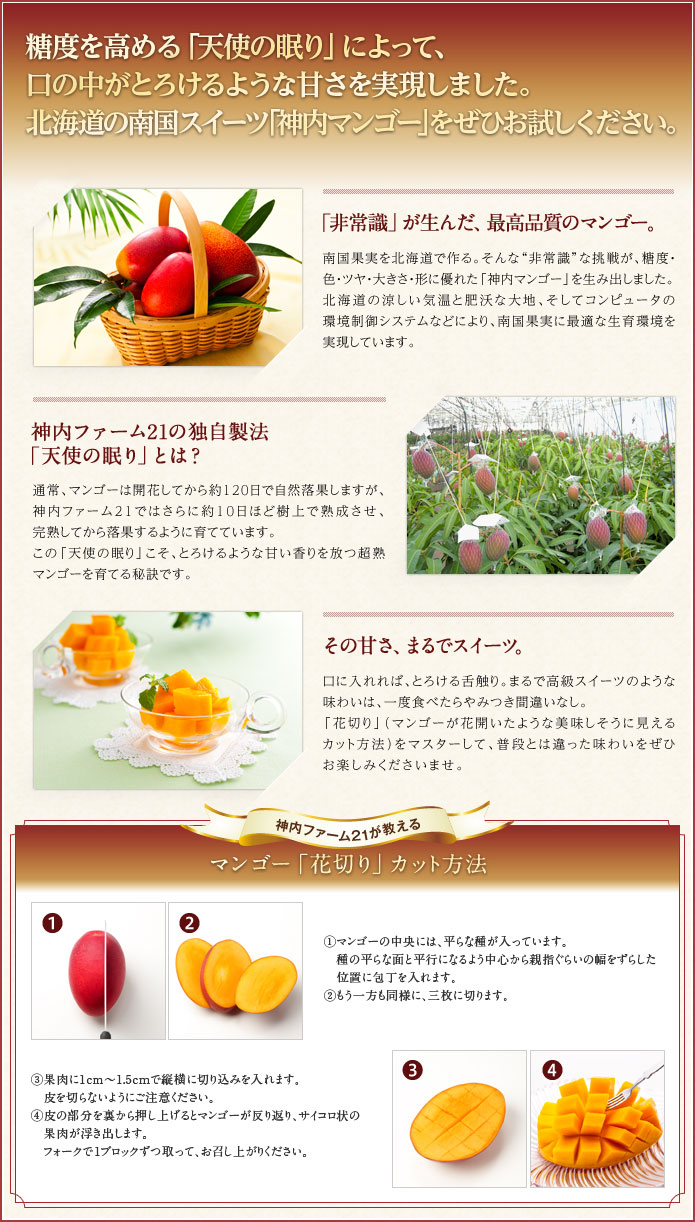 糖度を高める「天使の眠り」によって、
口の中がとろけるような甘さを実現しました。
北海道の南国スイーツ「神内マンゴー」をぜひお試しください。
「非常識」が生んだ、最高品質のマンゴー。
南国果実を北海道で作る。そんな“非常識”な挑戦が、糖度・
色・ツヤ・大きさ・形に優れた「神内マンゴー」を生み出しました。
北海道の涼しい気温と肥沃な大地、そしてコンピュータの
環境制御システムなどにより、南国果実に最適な生育環境を
実現しています。
神内ファーム21の独自製法
「天使の眠り」とは？
通常、マンゴーは開花してから約120日で自然落果しますが、
神内ファーム21ではさらに約10日ほど樹上で熟成させ、
完熟してから落果するように育てています。
この「天使の眠り」こそ、とろけるような甘い香りを放つ超熟
マンゴーを育てる秘訣です。
その甘さ、まるでスイーツ。
口に入れれば、とろける舌触り。まるで高級スイーツのような
味わいは、一度食べたらやみつき間違いなし。
「花切り」（マンゴーが花開いたような美味しそうに見える
カット方法）をマスターして、普段とは違った味わいをぜひ
お楽しみくださいませ。
神内ファーム21が教える
マンゴー「花切り」カット方法
1
2
①マンゴーの中央には、平らな種が入っています。
種の平らな面と平行になるよう中心から親指ぐらいの幅をずらした
位置に包丁を入れます。
②もう一方も同様に、三枚に切ります。
③果肉に1cm～1.5cmで縦横に切り込みを入れます。
皮を切らないようにご注意ください。
④皮の部分を裏から押し上げるとマンゴーが反り返り、サイコロ状の
果肉が浮き出します。
フォークで1ブロックずつ取って、お召し上がりください。
3
4